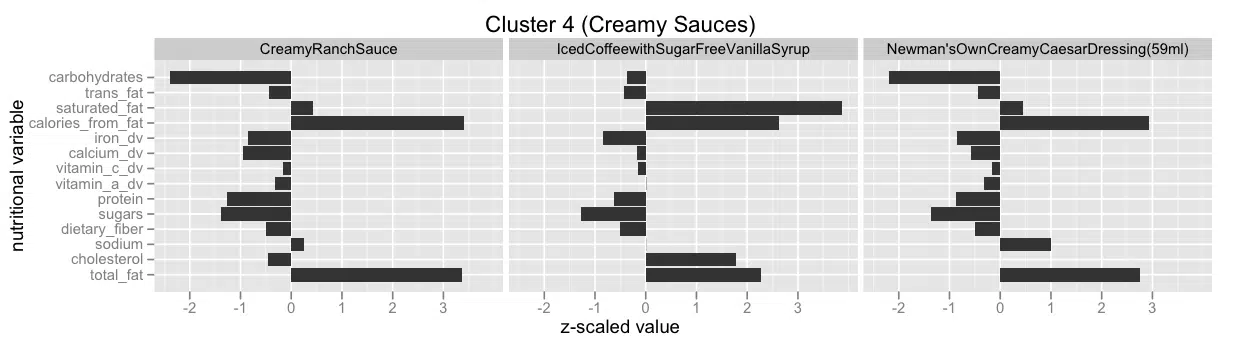 Cluster 4 (Creamy Sauces)
CreamyRanchSauce IcedCoffeewithSugarFreeVanillaSyrup Newman'sOwnCreamyCaesarDressing(59ml)
nutritional variable
carbohydrates
trans_fat
saturated_fat
calories_from_fat
iron_dv
calcium_dv
vitamin_c_dv
vitamin_a_dv
protein
sugars
dietary_fiber
sodium
cholesterol
total_fat
-2 -1 0 1 2 3 -2 -1 0 1 2 3 -2 -1 0 1 2 3
z-scaled value